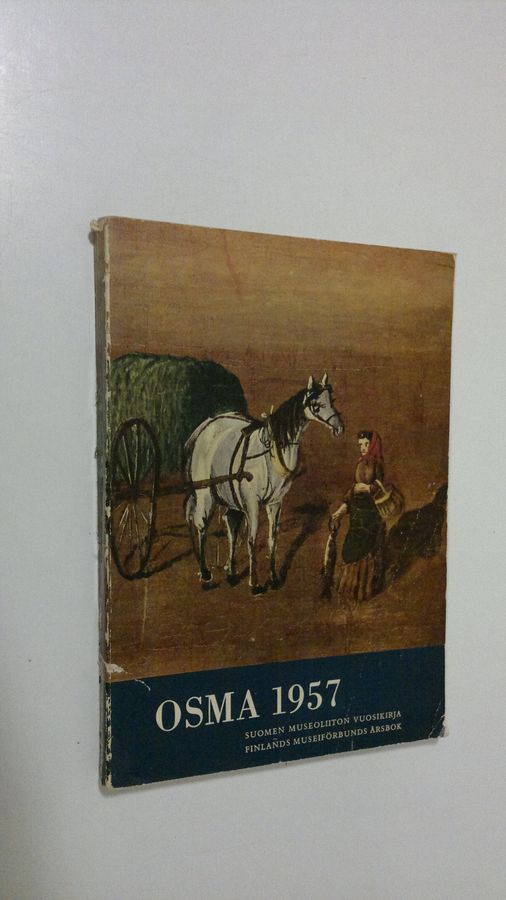 OSMA 1957
SUOMEN MUSEOLIITON VUOSIKIRJA
FINLANDS MUSEIFÖRBUNDS ÅRSBOK